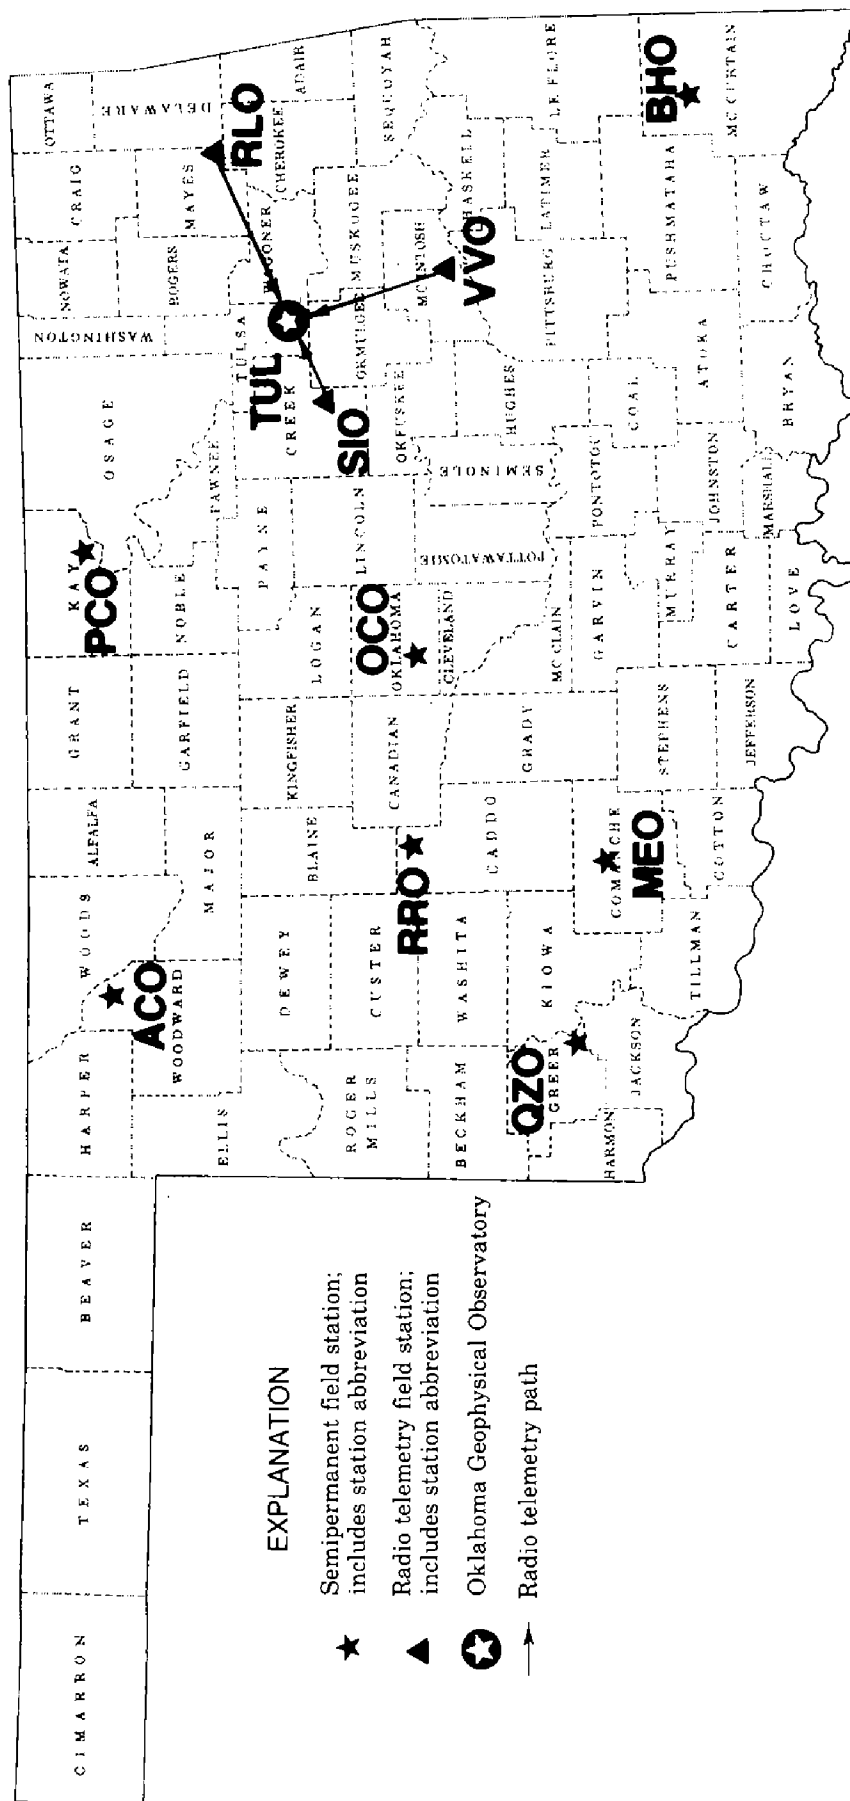 CIMARRON
TEXAS
BEAVER
HARPER
WOODS
ALFALFA
GRANT
KAY
OSAGE
WASHINGTON
NOWATA
CRAIG
OTTAWA
ACO
PCO
WOODWARD
MAJOR
GARFIELD
NOBLE
PAWNEE
ROGERS
MAYES
DELAWARE
ELLIS
RLO
TUL
TULSA
WAGONER
CHEROKEE
ADAIR
DEWEY
BLAINE
KINGFISHER
LOGAN
PAYNE
CREEK
SIO
ROGER
MILLS
CUSTER
CANADIAN
OCO
OKLAHOMA
LINCOLN
OKMULGEE
MUSKOGEE
SEQUOYAH
RRO
OKFUSKEE
MC INTOSH
HASKELL
VVO
BECKHAM
WASHITA
CADDO
GRADY
CLEVELAND
POTTAWATOMIE
SEMINOLE
HUGHES
PITTSBURG
LATIMER
LE FLORE
QZO
GREER
KIOWA
MC CLAIN
GARVIN
PONTOTOC
COAL
HARMON
JACKSON
COMANCHE
MEO
STEPHENS
MURRAY
JOHNSTON
ATOKA
PUSHMATAHA
BHO
MC CURTAIN
TILLMAN
COTTON
JEFFERSON
CARTER
LOVE
MARSHALL
BRYAN
CHOCTAW
EXPLANATION
Semipermanent field station;
includes station abbreviation
Radio telemetry field station;
includes station abbreviation
Oklahoma Geophysical Observatory
Radio telemetry path